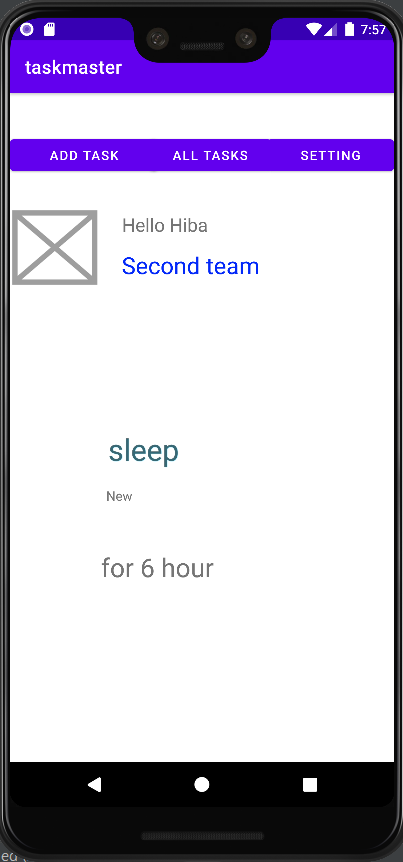 7:57
taskmaster
ADD TASK ALL TASKS SETTING
Hello Hiba
Second team
sleep
New
for 6 hour